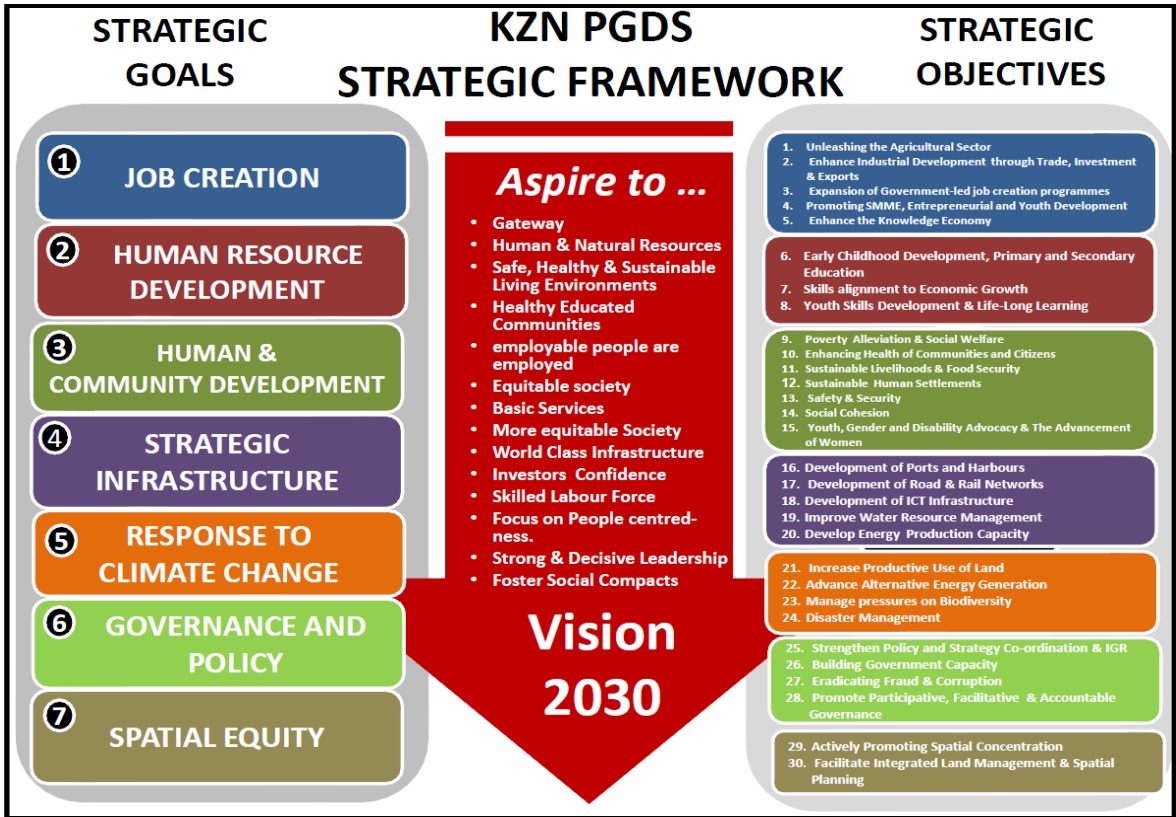 STRATEGIC
GOALS
KZN PGDS
STRATEGIC FRAMEWORK
STRATEGIC
OBJECTIVES
1
JOB CREATION
2
HUMAN RESOURCE
DEVELOPMENT
3
HUMAN &
COMMUNITY DEVELOPMENT
4
STRATEGIC
INFRASTRUCTURE
5
RESPONSE TO
CLIMATE CHANGE
6
GOVERNANCE AND
POLICY
7
SPATIAL EQUITY
Aspire to ...
• Gateway
• Human & Natural Resources
• Safe, Healthy & Sustainable
Living Environments
• Healthy Educated
Communities
• employable people are
employed
• Equitable society
• Basic Services
• More equitable Society
• World Class Infrastructure
• Investors Confidence
• Skilled Labour Force
• Focus on People centred-
ness.
• Strong & Decisive Leadership
• Foster Social Compacts
Vision
2030
1. Unleashing the Agricultural Sector
2. Enhance Industrial Development through Trade, Investment
& Exports
3. Expansion of Government-led job creation programmes
4. Promoting SMME, Entrepreneurial and Youth Development
5. Enhance the Knowledge Economy
6. Early Childhood Development, Primary and Secondary
Education
7. Skills alignment to Economic Growth
8. Youth Skills Development & Life-Long Learning
9. Poverty Alleviation & Social Welfare
10. Enhancing Health of Communities and Citizens
11. Sustainable Livelihoods & Food Security
12. Sustainable Human Settlements
13. Safety & Security
14. Social Cohesion
15. Youth, Gender and Disability Advocacy & The Advancement
of Women
16. Development of Ports and Harbours
17. Development of Road & Rail Networks
18. Development of ICT Infrastructure
19. Improve Water Resource Management
20. Develop Energy Production Capacity
21. Increase Productive Use of Land
22. Advance Alternative Energy Generation
23. Manage pressures on Biodiversity
24. Disaster Management
25. Strengthen Policy and Strategy Co-ordination & IGR
26. Building Government Capacity
27. Eradicating Fraud & Corruption
28. Promote Participative, Facilitative & Accountable
Governance
29. Actively Promoting Spatial Concentration
30. Facilitate Integrated Land Management & Spatial
Planning